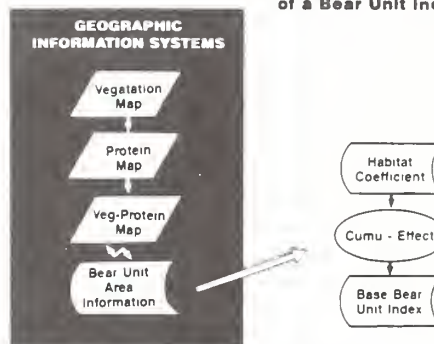 of a Bear Unit
GEOGRAPHIC
INFORMATION SYSTEMS
Vegatation
Map
Protein
Map
Veg-Protein
Map
Bear Unit
Area
Information
Habitat
Coefficient
Cumu - Effect
Base Bear
Unit Index